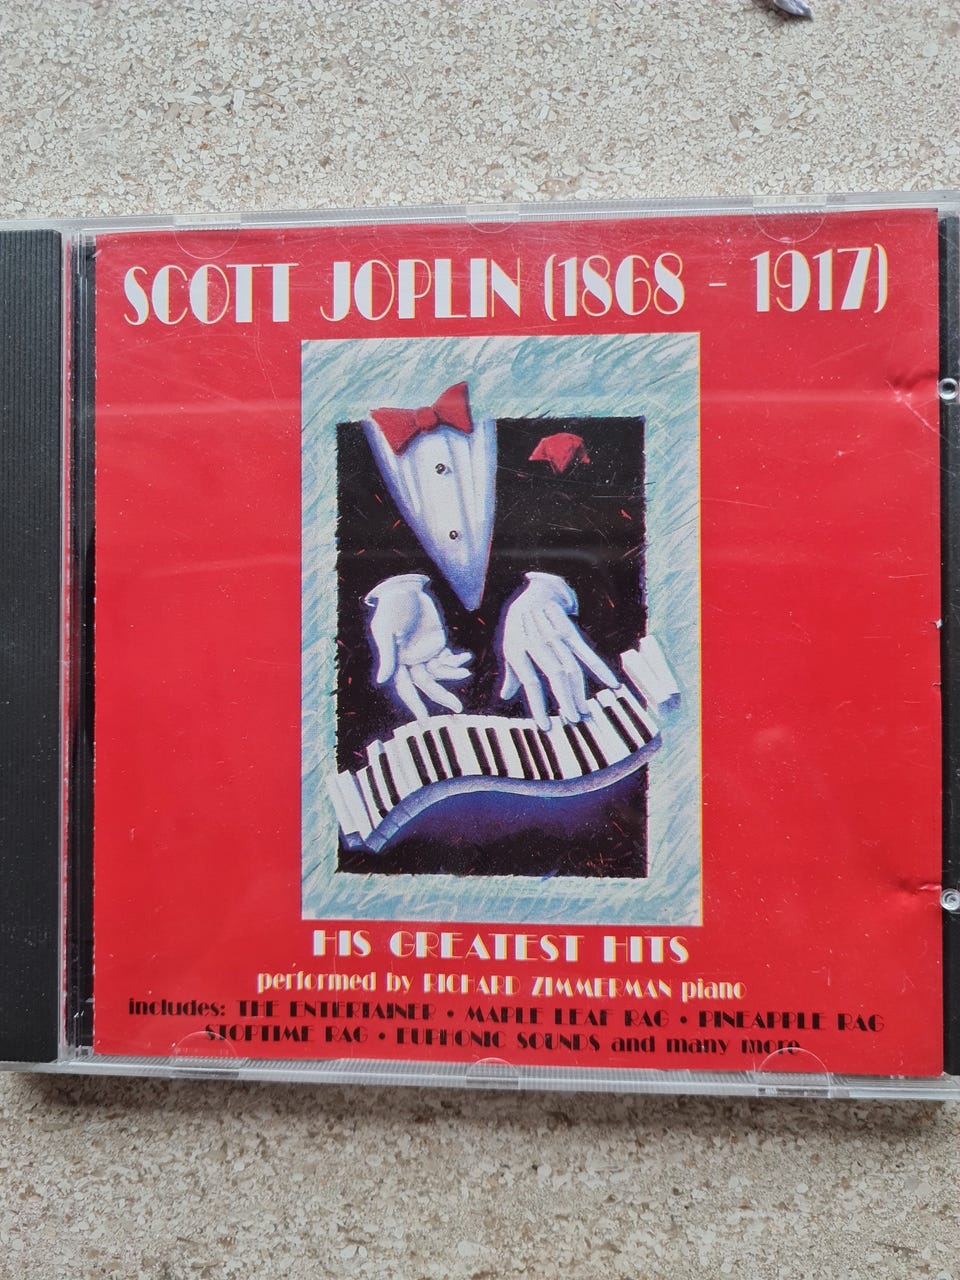 SCOTT JOPLIN (1868 - 1917)
HIS GREATEST HITS
performed by RICHARD ZIMMERMAN piano
includes: THE ENTERTAINER • MAPLE LEAF RAG • PINEAPPLE RAG
STOPTIME RAG • EUPHONIC SOUNDS and many more